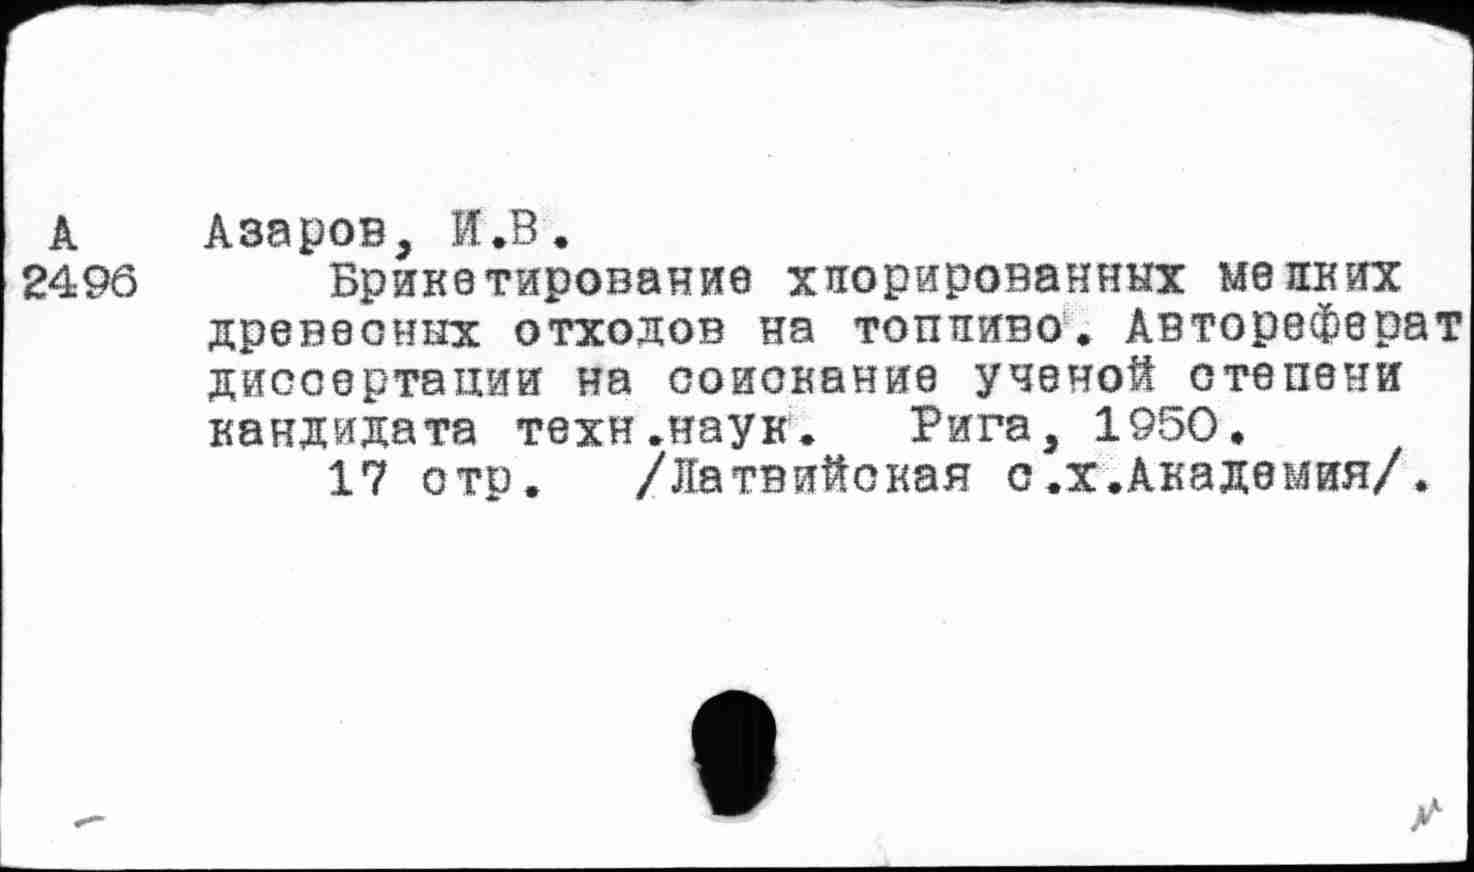 А Азаров, И.В.
2496 Брикетирование хлорированных мелких
древесных отходов на топливо. Автореферат
диссертации на соискание ученой степени
кандидата техн.наук. Рига, 1950.
17 стр. /Латвийская с.х.Академия/.